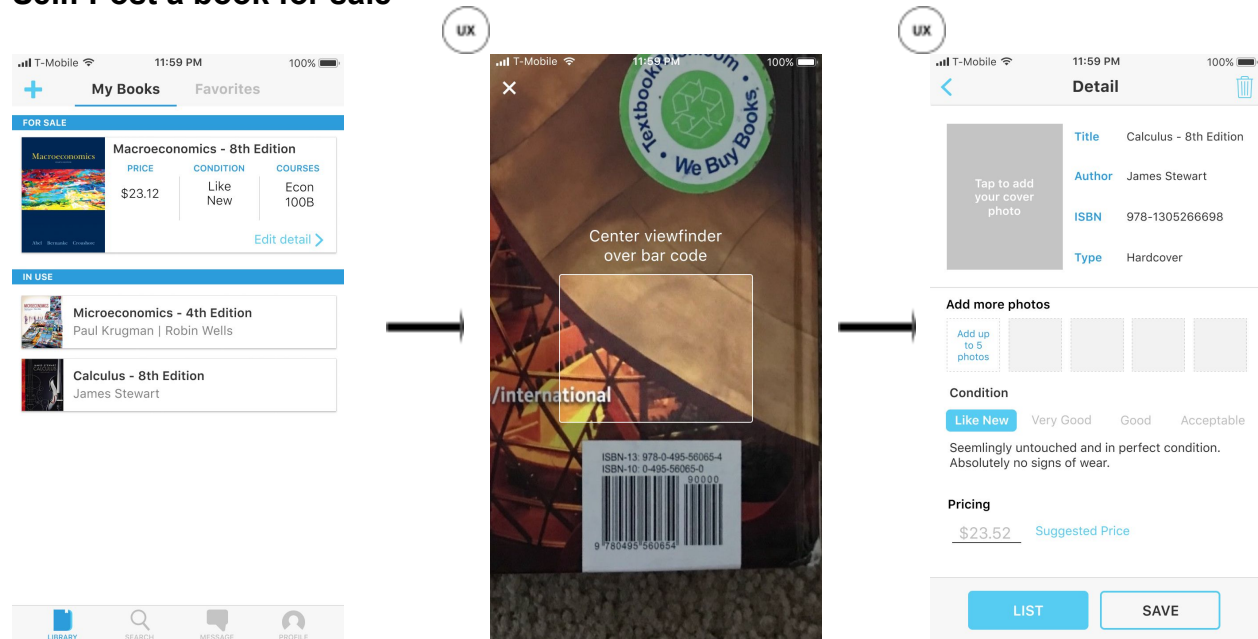 UX
UX
T-Mobile 11:59 PM 100%
My Books Favorites
FOR SALE
Macroeconomics
Abel Bernanke Croushore
Macroeconomics - 8th Edition
PRICE CONDITION COURSES
$23.12
Like
New
Econ
100B
Edit detail
IN USE
Microeconomics - 4th Edition
Paul Krugman | Robin Wells
Calculus - 8th Edition
James Stewart
LIBRARY SEARCH MESSAGE PROFILE
T-Mobile 11:59 PM 100%
We Buy Books.
Center viewfinder
over bar code
/international
ISBN-13: 978-0-495-56065-4
ISBN-10: 0-495-56065-0
90000
9 780495 560654
T-Mobile 11:59 PM 100%
Detail
Tap to add
your cover
photo
Title Calculus - 8th Edition
Author James Stewart
ISBN 978-1305266698
Type Hardcover
Add more photos
Add up
to 5
photos
Condition
Like New Very Good Good Acceptable
Seemlingly untouched and in perfect condition.
Absolutely no signs of wear.
Pricing
$23.52 Suggested Price
LIST SAVE